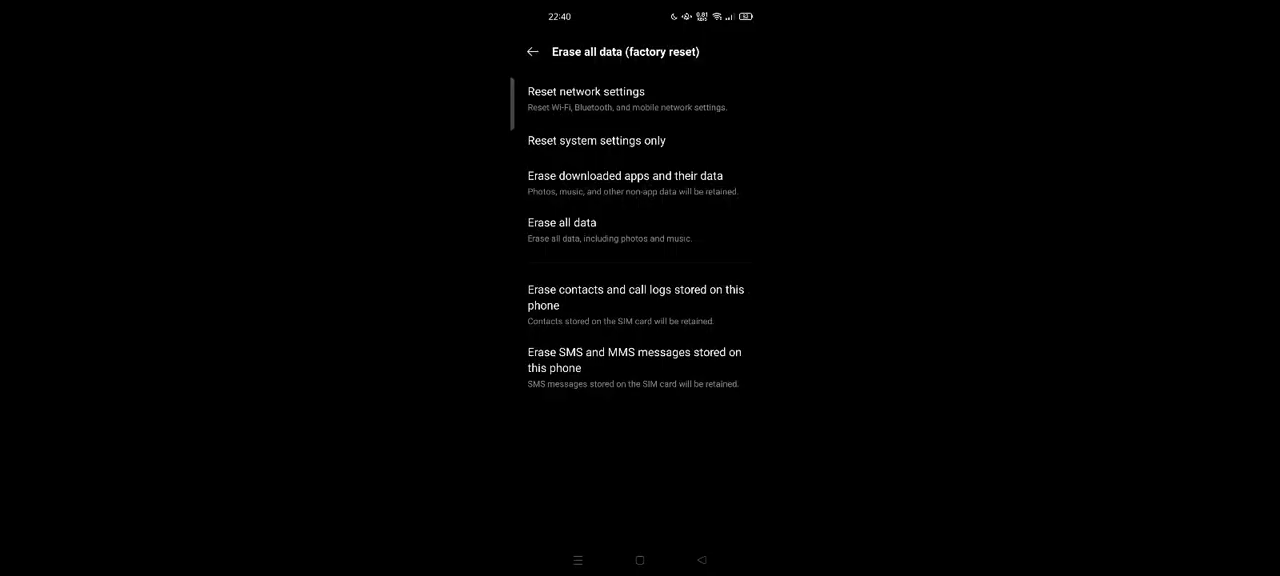 22:40
Erase all data (factory reset)
Reset network settings
Reset Wi-Fi, Bluetooth, and mobile network settings.
Reset system settings only
Erase downloaded apps and their data
Photos, music, and other non-app data will be retained.
Erase all data
Erase all data, including photos and music.
Erase contacts and call logs stored on this
phone
Contacts stored on the SIM card will be retained.
Erase SMS and MMS messages stored on
this phone
SMS messages stored on the SIM card will be retained.